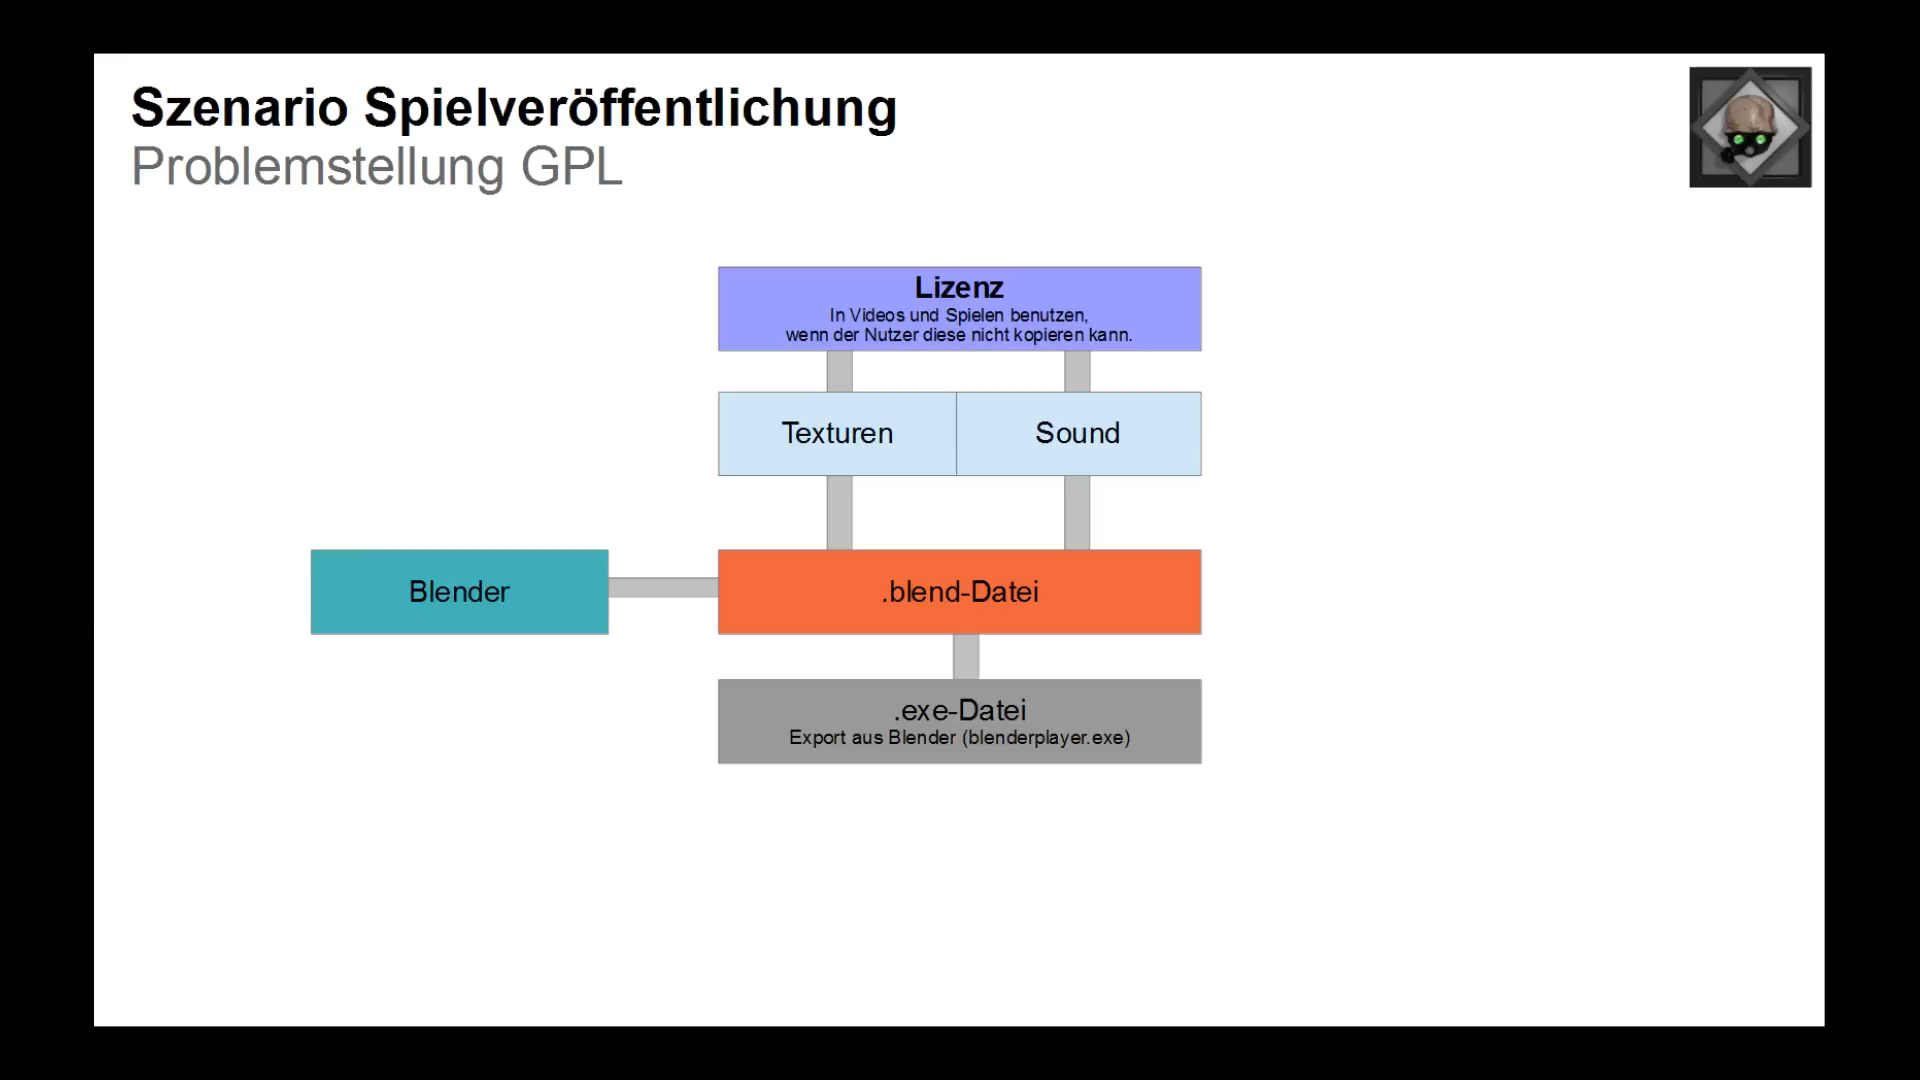 Szenario Spielveröffentlichung
Problemstellung GPL
Lizenz
In Videos und Spielen benutzen,
wenn der Nutzer diese nicht kopieren kann.
Texturen
Sound
Blender
.blend-Datei
.exe-Datei
Export aus Blender (blenderplayer.exe)